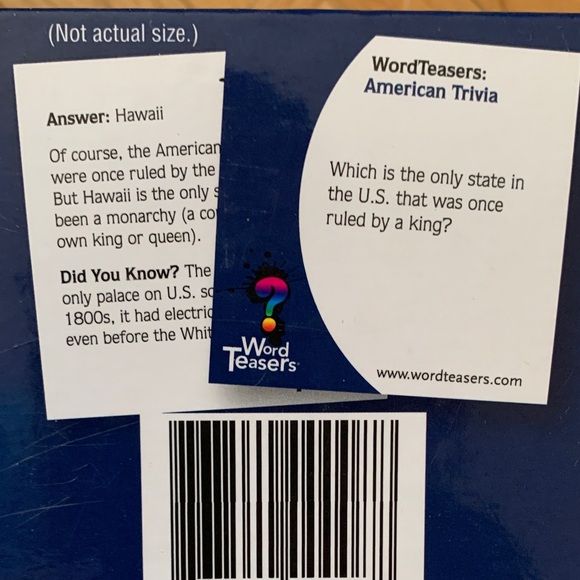 (Not actual size.)
Answer: Hawaii
Of course, the American
were once ruled by the
But Hawaii is the only
been a monarchy (a
own king or queen).
Did You Know? The
only palace on U.S.
1800s, it had
even before the
WordTeasers:
American Trivia
Which is the only state in
the U.S. that was once
ruled by a king?
Word
Teasers
www.wordteasers.com